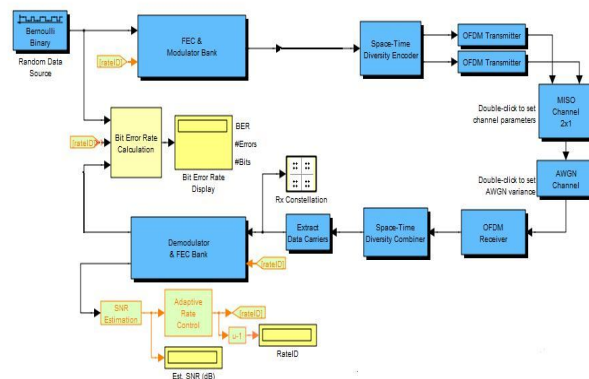 Bernoulli
Binary
Random Data
Source
[rateID]
FEC &
Modulator Bank
Space-Time
Diversity Encoder
OFDM Transmitter
OFDM Transmitter
Double-click to set
channel parameters
MISO
Channel
2x1
Double-click to set
AWGN variance
AWGN
Channel
[rateID]
Bit Error Rate
Calculation
BER
#Errors
#Bits
Bit Error Rate
Display
Rx Constellation
Demodulator
& FEC Bank
Extract
Data Carriers
Space-Time
Diversity Combiner
OFDM
Receiver
[rateID]
SNR
Estimation
Adaptive
Rate
Control
[rateID]
u-1
RateID
Est. SNR (dB)